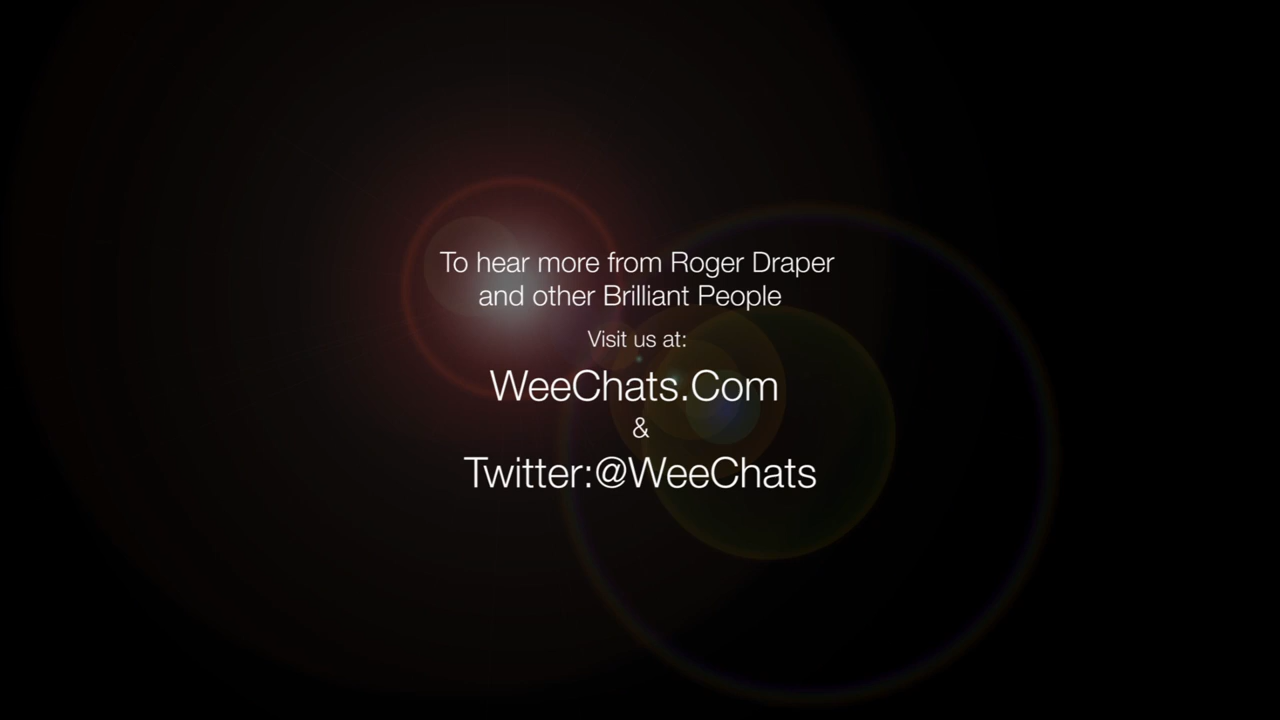 To hear more from Roger Draper
and other Brilliant People
Visit us at:
WeeChats.Com
&
Twitter:@WeeChats